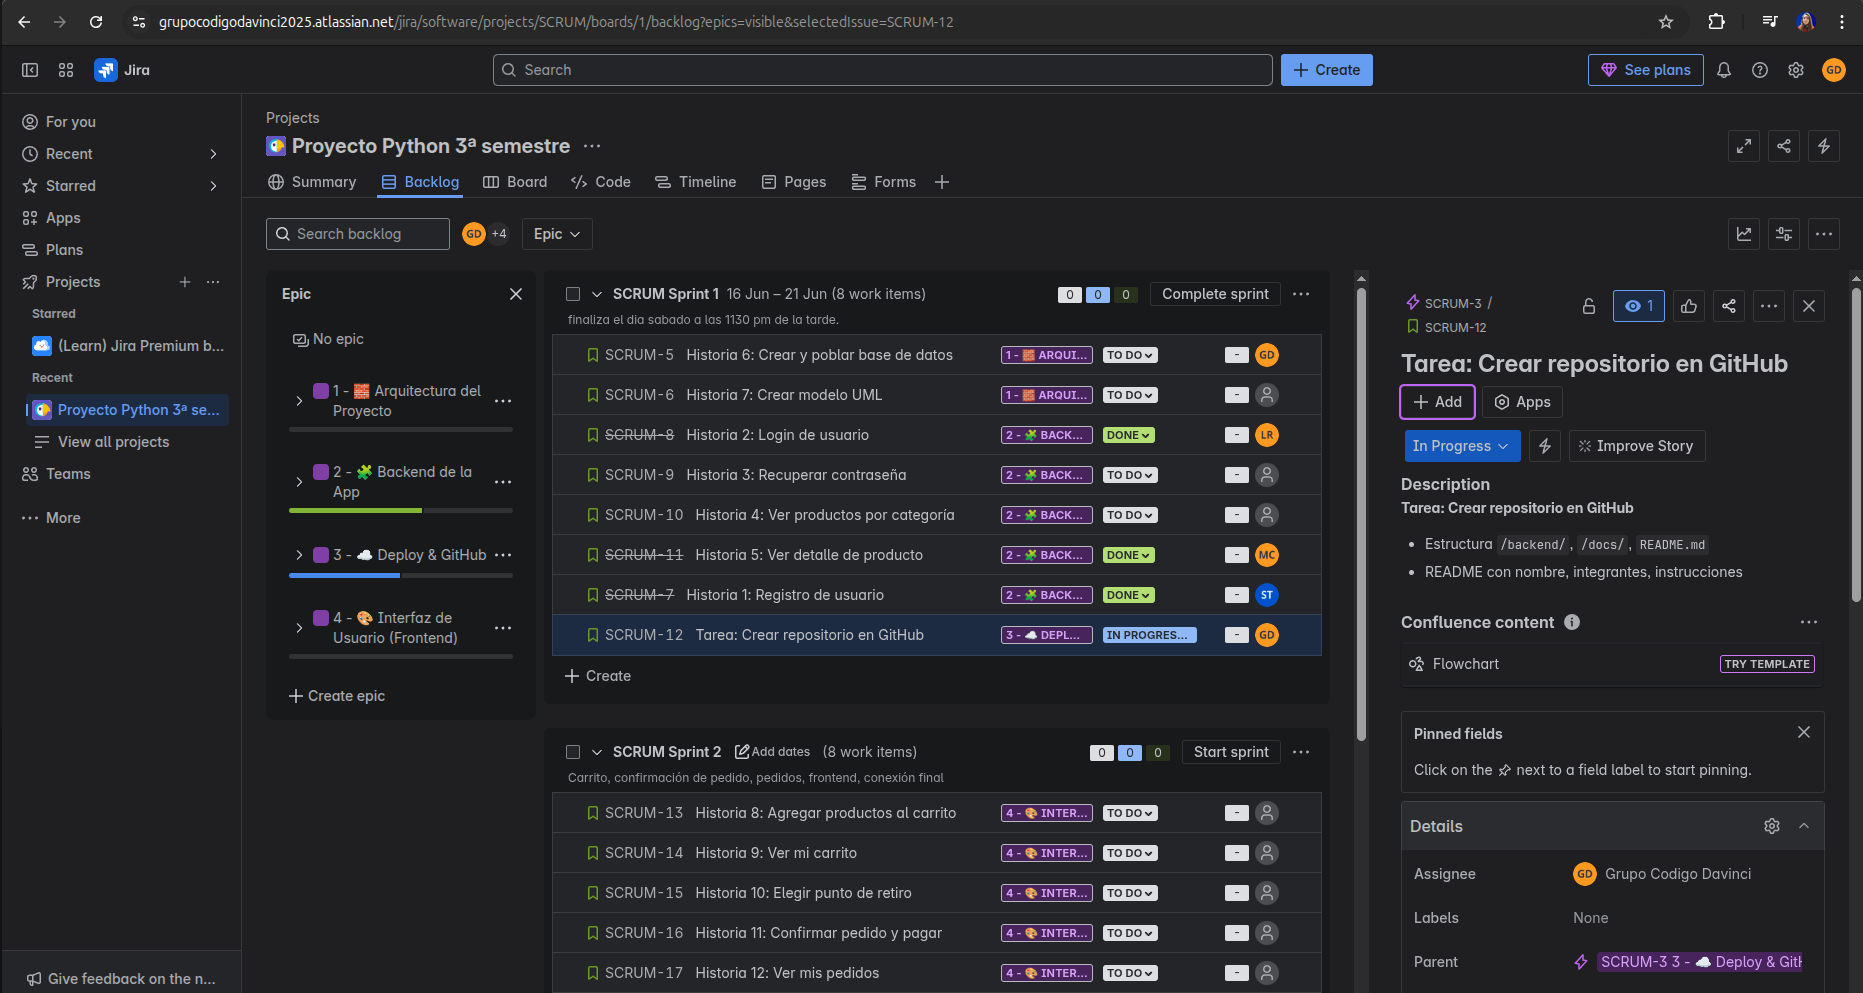 grupocodigodavinci2025.atlassian.net/jira/software/projects/SCRUM/boards/1/backlog?epics=visible&selectedIssue=SCRUM-12
Jira
Search
Create
See plans
GD
For you
Recent
Starred
Apps
Plans
Projects
Starred
(Learn) Jira Premium b...
Recent
Proyecto Python 3ª se...
View all projects
Teams
More
Give feedback on the n...
Projects
Proyecto Python 3ª semestre
Summary
Backlog
Board
Code
Timeline
Pages
Forms
Search backlog
GD
+4
Epic
Epic
No epic
1 - 🧱 Arquitectura del
Proyecto
2 - 🧩 Backend de la
App
3 - ☁️ Deploy & GitHub
4 - 🎨 Interfaz de
Usuario (Frontend)
Create epic
SCRUM Sprint 1 16 Jun – 21 Jun (8 work items) 0 0 0 Complete sprint
finaliza el dia sabado a las 1130 pm de la tarde.
SCRUM-5 Historia 6: Crear y poblar base de datos 1 - 🧱 ARQUI... TO DO - GD
SCRUM-6 Historia 7: Crear modelo UML 1 - 🧱 ARQUI... TO DO -
SCRUM-8 Historia 2: Login de usuario 2 - 🧩 BACK... DONE - LR
SCRUM-9 Historia 3: Recuperar contraseña 2 - 🧩 BACK... TO DO -
SCRUM-10 Historia 4: Ver productos por categoría 2 - 🧩 BACK... TO DO -
SCRUM-11 Historia 5: Ver detalle de producto 2 - 🧩 BACK... DONE - MC
SCRUM-7 Historia 1: Registro de usuario 2 - 🧩 BACK... DONE - ST
SCRUM-12 Tarea: Crear repositorio en GitHub 3 - ☁️ DEPL... IN PROGRES... - GD
Create
SCRUM Sprint 2 Add dates (8 work items) 0 0 0 Start sprint
Carrito, confirmación de pedido, pedidos, frontend, conexión final
SCRUM-13 Historia 8: Agregar productos al carrito 4 - 🎨 INTER... TO DO -
SCRUM-14 Historia 9: Ver mi carrito 4 - 🎨 INTER... TO DO -
SCRUM-15 Historia 10: Elegir punto de retiro 4 - 🎨 INTER... TO DO -
SCRUM-16 Historia 11: Confirmar pedido y pagar 4 - 🎨 INTER... TO DO -
SCRUM-17 Historia 12: Ver mis pedidos 4 - 🎨 INTER... TO DO -
SCRUM-3 /
1
SCRUM-12
Tarea: Crear repositorio en GitHub
Add
Apps
In Progress
Improve Story
Description
Tarea: Crear repositorio en GitHub
• Estructura /backend/, /docs/, README.md
• README con nombre, integrantes, instrucciones
Confluence content
Flowchart
TRY TEMPLATE
Pinned fields
Click on the next to a field label to start pinning.
Details
Assignee GD Grupo Codigo Davinci
Labels None
Parent SCRUM-3 3 - ☁️ Deploy & GitH